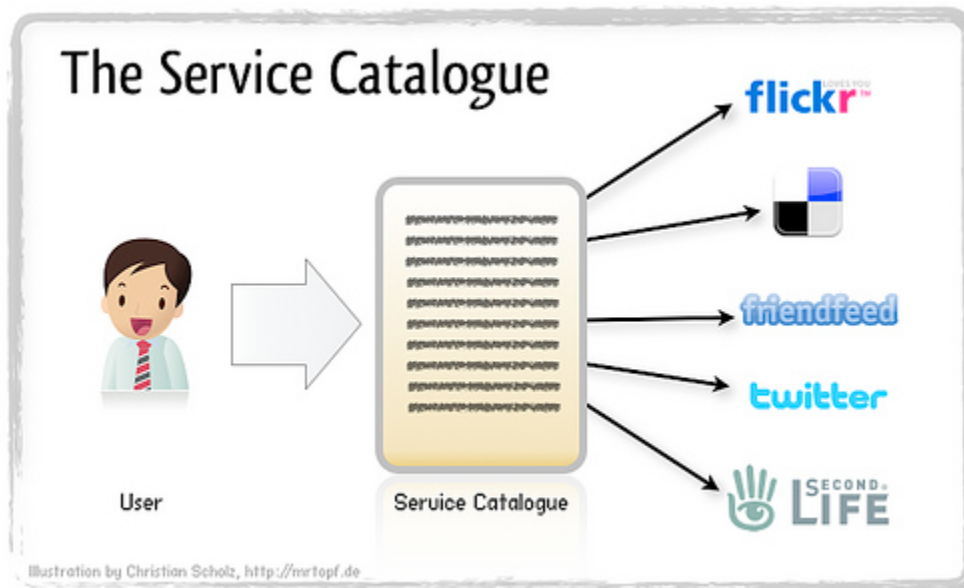 The Service Catalogue
flickr™
LOVES YOU
friendfeed
twitter
SECOND®
LIFE
User
Service Catalogue
Illustration by Christian Scholz, http://mrtopf.de